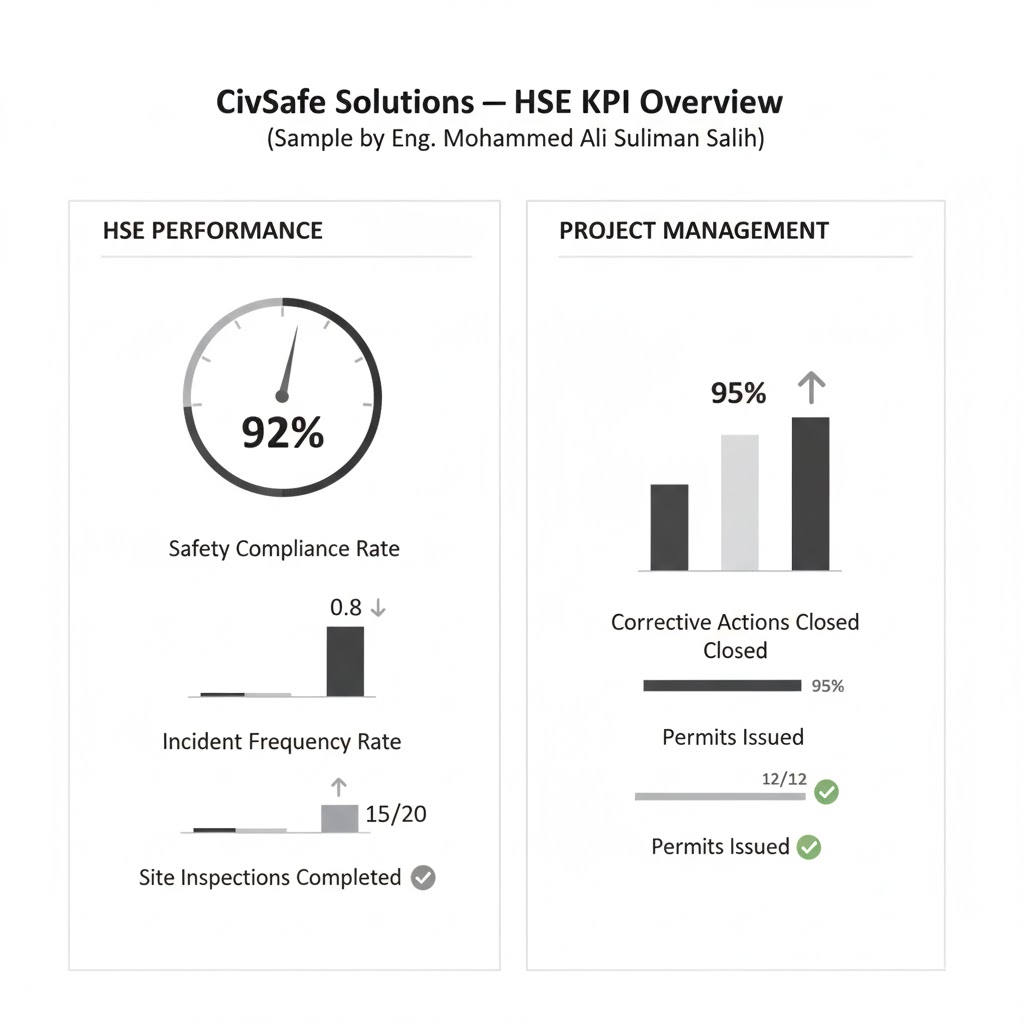 CivSafe Solutions — HSE KPI Overview
(Sample by Eng. Mohammed Ali Suliman Salih)
HSE PERFORMANCE
92%
Safety Compliance Rate
0.8
Incident Frequency Rate
15/20
Site Inspections Completed
PROJECT MANAGEMENT
95%
Corrective Actions Closed
Closed
95%
Permits Issued
12/12
Permits Issued